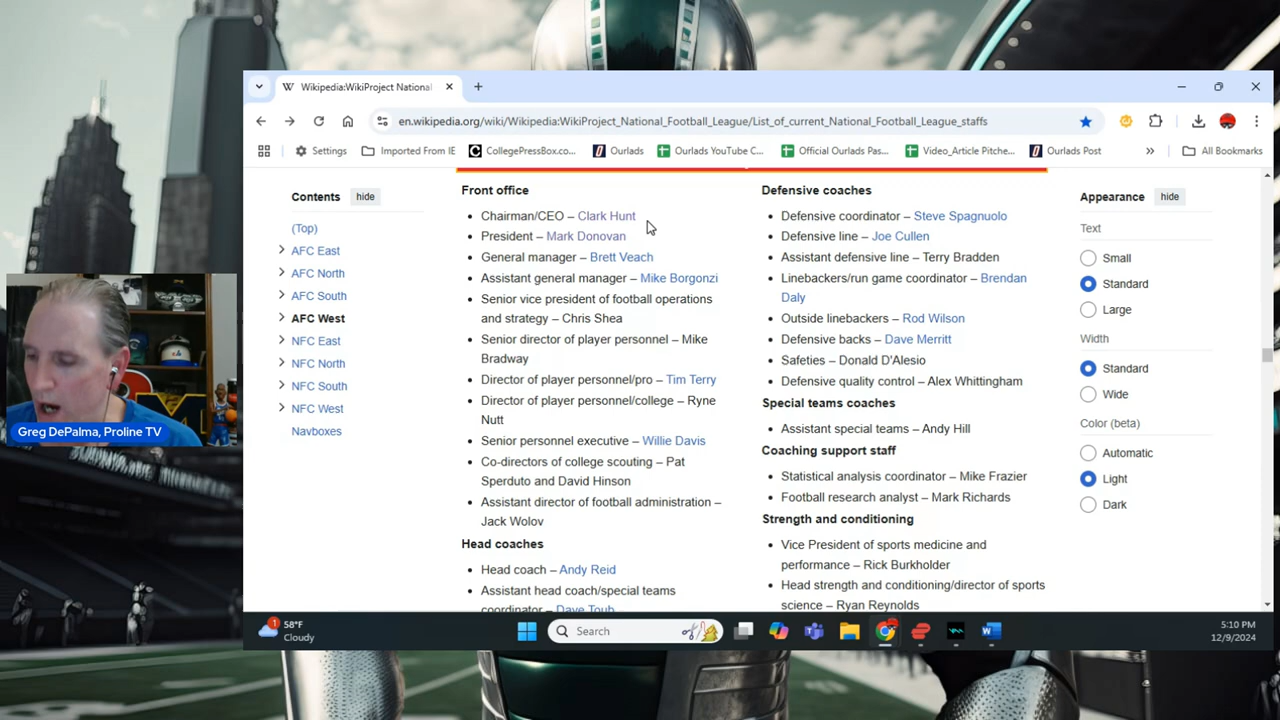 Wikipedia:WikiProject National
en.wikipedia.org/wiki/Wikipedia:WikiProject_National_Football_League/List_of_current_National_Football_League_staffs
Settings
Imported From IE
CollegePressBox.co...
Ourlads
Ourlads YouTube C...
Official Ourlads Pas...
Video_Article Pitche...
Ourlads Post
All Bookmarks
Contents
hide
(Top)
AFC East
AFC North
AFC South
AFC West
NFC East
NFC North
NFC South
NFC West
Navboxes
Front office
Chairman/CEO – Clark Hunt
President – Mark Donovan
General manager – Brett Veach
Assistant general manager – Mike Borgonzi
Senior vice president of football operations
and strategy – Chris Shea
Senior director of player personnel – Mike
Bradway
Director of player personnel/pro – Tim Terry
Director of player personnel/college – Ryne
Nutt
Senior personnel executive – Willie Davis
Co-directors of college scouting – Pat
Sperduto and David Hinson
Assistant director of football administration –
Jack Wolov
Head coaches
Head coach – Andy Reid
Assistant head coach/special teams
coordinator – Dave Toub
Defensive coaches
Defensive coordinator – Steve Spagnuolo
Defensive line – Joe Cullen
Assistant defensive line – Terry Bradden
Linebackers/run game coordinator – Brendan
Daly
Outside linebackers – Rod Wilson
Defensive backs – Dave Merritt
Safeties – Donald D'Alesio
Defensive quality control – Alex Whittingham
Special teams coaches
Assistant special teams – Andy Hill
Coaching support staff
Statistical analysis coordinator – Mike Frazier
Football research analyst – Mark Richards
Strength and conditioning
Vice President of sports medicine and
performance – Rick Burkholder
Head strength and conditioning/director of sports
science – Ryan Reynolds
Appearance
hide
Text
Small
Standard
Large
Width
Standard
Wide
Color (beta)
Automatic
Light
Dark
Greg DePalma, Proline TV
1
58°F
Cloudy
Search
5:10 PM
12/9/2024